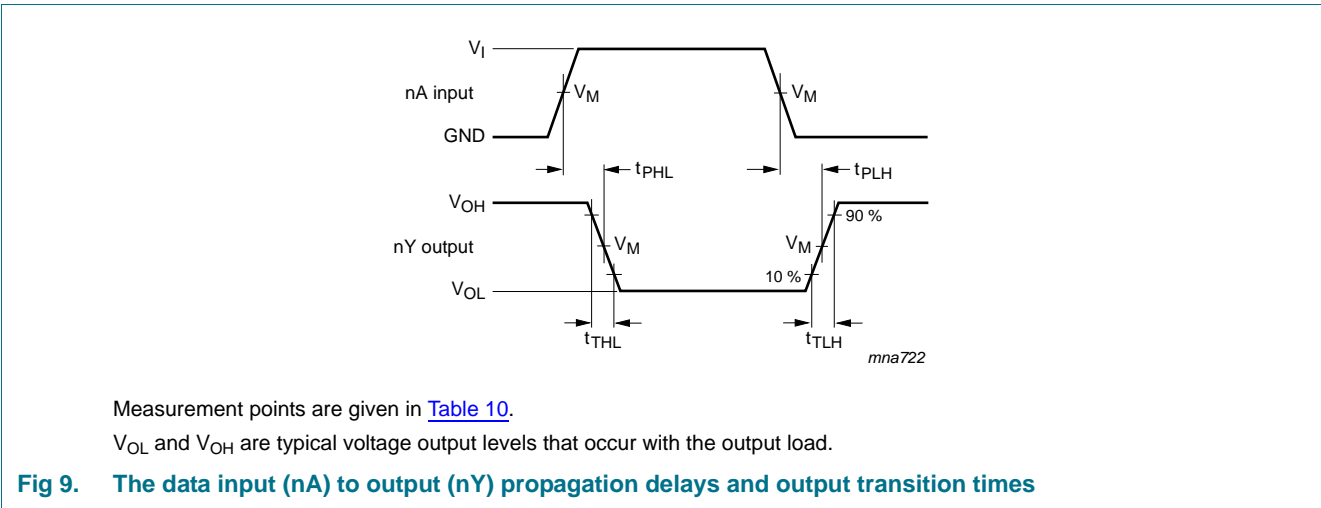 V_I
nA input
V_M
V_M
GND
t_PHL
t_PLH
V_OH
90 %
nY output
V_M
V_M
10 %
V_OL
t_THL
t_TLH
mna722
Measurement points are given in Table 10.
V_OL and V_OH are typical voltage output levels that occur with the output load.
Fig 9. The data input (nA) to output (nY) propagation delays and output transition times